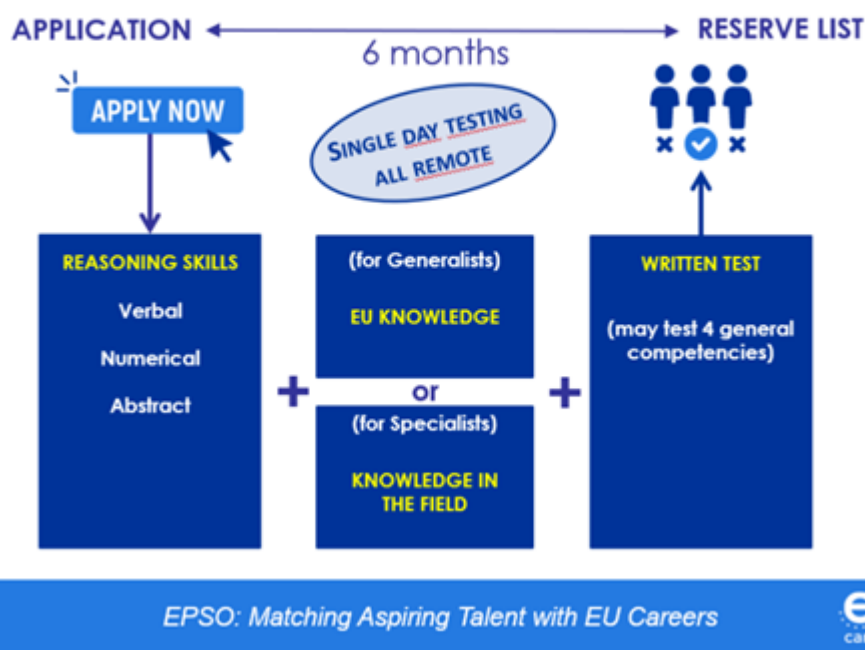 APPLICATION
RESERVE LIST
6 months
APPLY NOW
SINGLE DAY TESTING
ALL REMOTE
REASONING SKILLS
Verbal
Numerical
Abstract
+
(for Generalists)
EU KNOWLEDGE
or
(for Specialists)
KNOWLEDGE IN
THE FIELD
+
WRITTEN TEST
(may test 4 general
competencies)
EPSO: Matching Aspiring Talent with EU Careers